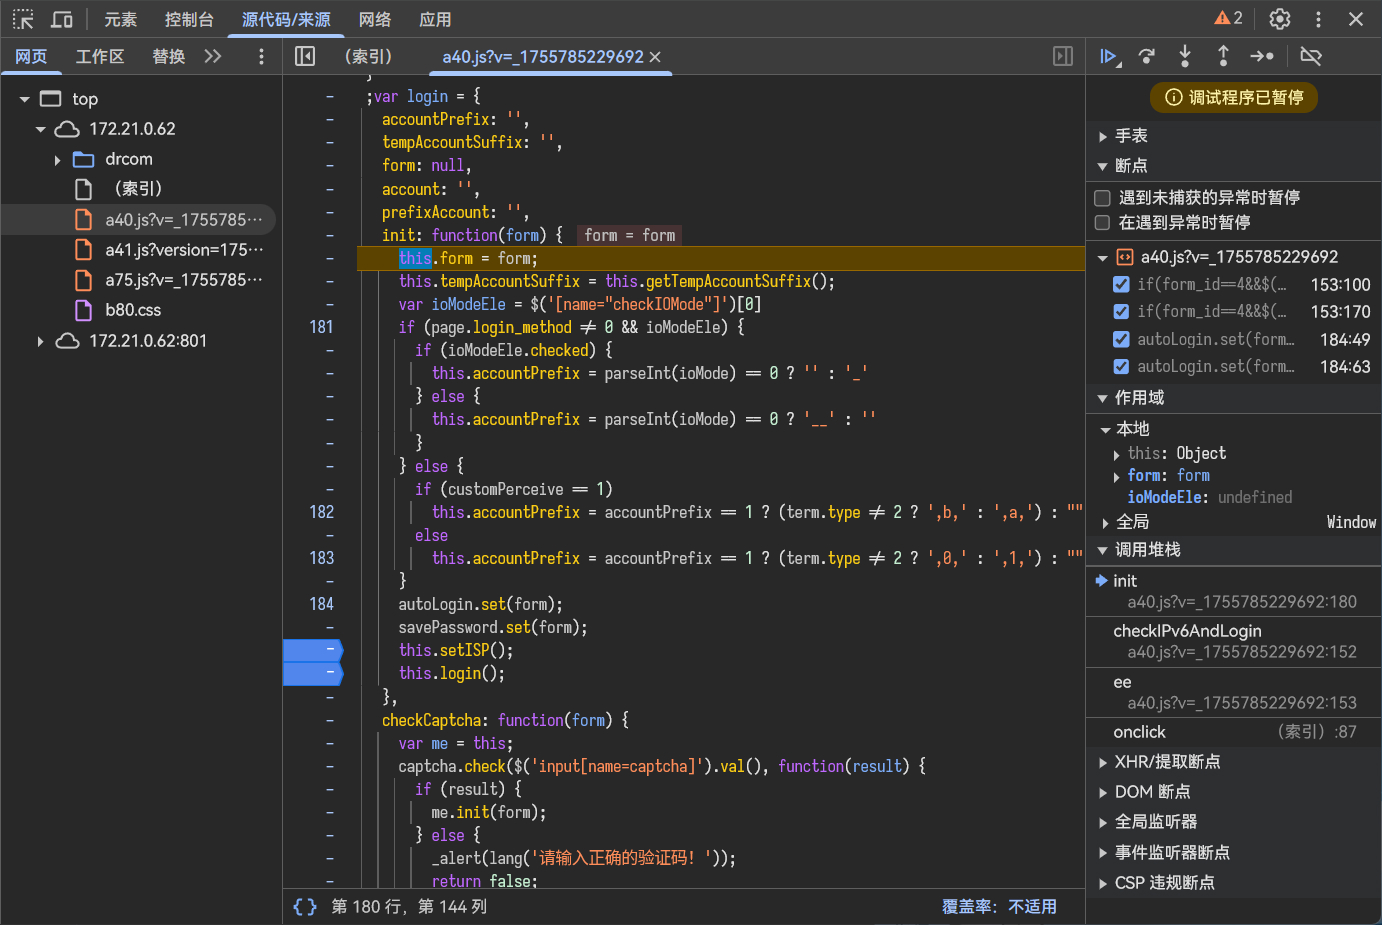 元素 控制台 源代码/来源 网络 应用 2
网页 工作区 替换
(索引) a40.js?v=_1755785229692
top
172.21.0.62
drcom
(索引)
a40.js?v=_1755785···
a41.js?version=175···
a75.js?v=_1755785···
b80.css
172.21.0.62:801
;var login = {
accountPrefix: '',
tempAccountSuffix: '',
form: null,
account: '',
prefixAccount: '',
init: function(form) { form = form
this.form = form;
this.tempAccountSuffix = this.getTempAccountSuffix();
var ioModeEle = $('[name="checkIOMode"]')[0]
181 if (page.login_method ≠ 0 && ioModeEle) {
if (ioModeEle.checked) {
this.accountPrefix = parseInt(ioMode) == 0 ? '' : '_'
} else {
this.accountPrefix = parseInt(ioMode) == 0 ? '__' : ''
}
} else {
if (customPerceive == 1)
182 this.accountPrefix = accountPrefix == 1 ? (term.type ≠ 2 ? ',b,' : ',a,') : ""
else
183 this.accountPrefix = accountPrefix == 1 ? (term.type ≠ 2 ? ',0,' : ',1,') : ""
}
184 autoLogin.set(form);
savePassword.set(form);
this.setISP();
this.login();
},
checkCaptcha: function(form) {
var me = this;
captcha.check($('input[name=captcha]').val(), function(result) {
if (result) {
me.init(form);
} else {
_alert(lang('请输入正确的验证码！'));
return false;
{} 第 180 行，第 144 列 覆盖率：不适用
调试程序已暂停
手表
断点
遇到未捕获的异常时暂停
在遇到异常时暂停
a40.js?v=_1755785229692
if(form_id==4&&$(… 153:100
if(form_id==4&&$(… 153:170
autoLogin.set(form… 184:49
autoLogin.set(form… 184:63
作用域
本地
this: Object
form: form
ioModeEle: undefined
全局 Window
调用堆栈
init
a40.js?v=_1755785229692:180
checkIPv6AndLogin
a40.js?v=_1755785229692:152
ee
a40.js?v=_1755785229692:153
onclick (索引) :87
XHR/提取断点
DOM 断点
全局监听器
事件监听器断点
CSP 违规断点